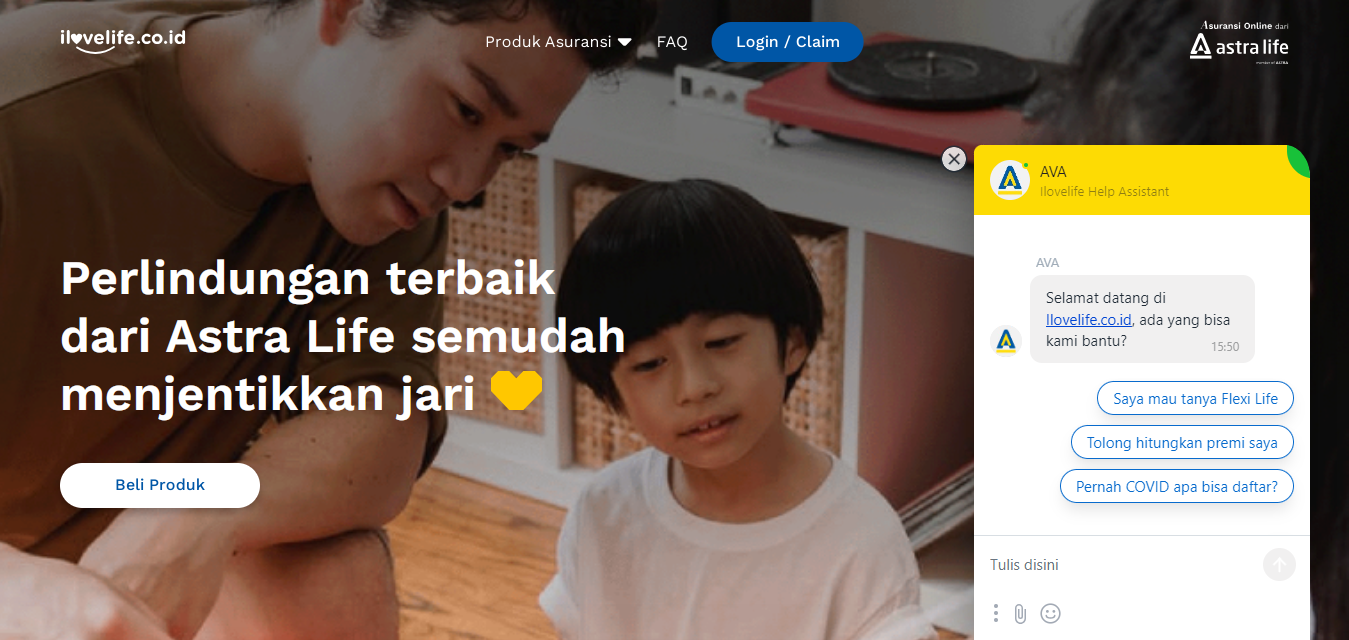 ilovelife.co.id
Produk Asuransi
FAQ
Login / Claim
Asuransi Online dari
astra life
member of ASTRA
Perlindungan terbaik
dari Astra Life semudah
menjentikkan jari
Beli Produk
AVA
Ilovelife Help Assistant
AVA
Selamat datang di
Ilovelife.co.id, ada yang bisa
kami bantu?
15:50
Saya mau tanya Flexi Life
Tolong hitungkan premi saya
Pernah COVID apa bisa daftar?
Tulis disini